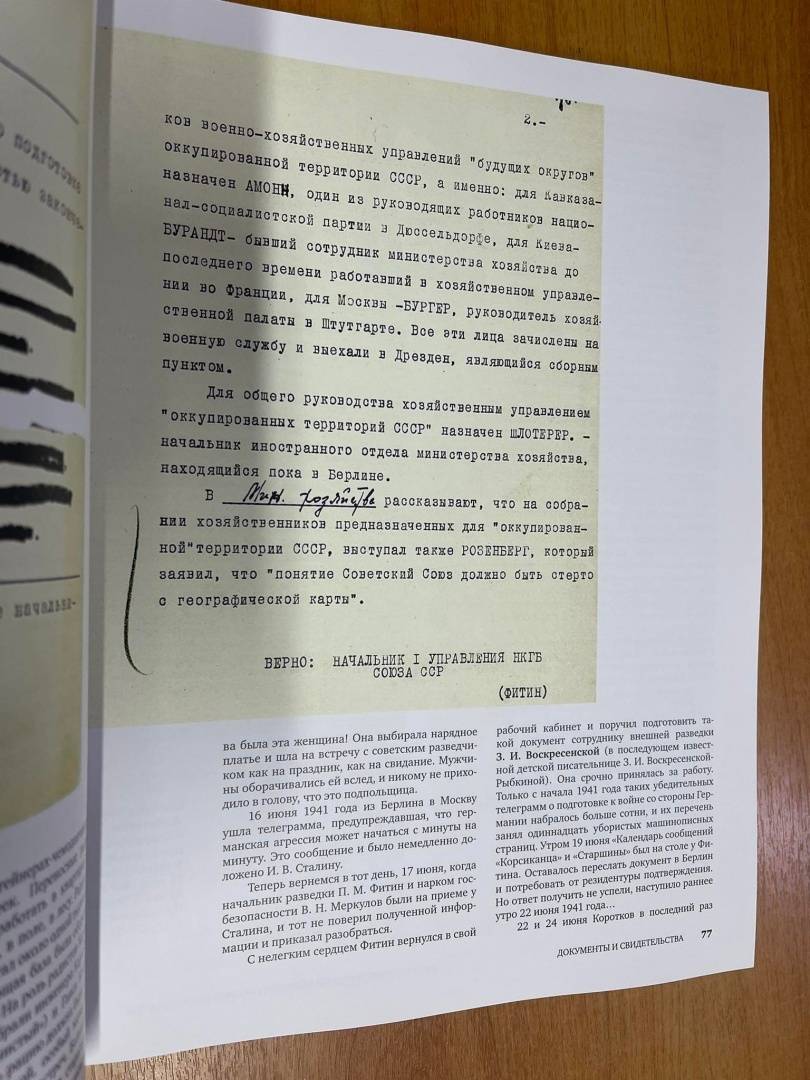 2.-
ков военно-хозяйственных управлений "будущих округов"
оккупированной территории СССР, а именно: для Кавказа-
назначен АМОНН, один из руководящих работников нацио-
нал-социалистской партии в Дюссельдорфе, для Киева-
БУРАНДТ- бывший сотрудник министерства хозяйства до
последнего времени работавший в хозяйственном управле-
нии во Франции, для Москвы -БУРГЕР, руководитель хозяй-
ственной палаты в Штутгарте. Все эти лица зачислены на
военную службу и выехали в Дрезден, являющийся сборным
пунктом.
Для общего руководства хозяйственным управлением
"оккупированных территорий СССР" назначен ШЛОТЕРЕР. -
начальник иностранного отдела министерства хозяйства,
находящийся пока в Берлине.
В Мин. хозяйства рассказывают, что на собра-
нии хозяйственников предназначенных для "оккупирован-
ной"территории СССР, выступал также РОЗЕНБЕРГ, который
заявил, что "понятие Советский Союз должно быть стерто
с географической карты".
ВЕРНО: НАЧАЛЬНИК I УПРАВЛЕНИЯ НКГБ
СОЮЗА ССР
(ФИТИН)
ва была эта женщина! Она выбирала нарядное
платье и шла на встречу с советским разведчи-
ком как на праздник, как на свидание. Мужчи-
ны оборачивались ей вслед, и никому не прихо-
дило в голову, что это подпольщица.
16 июня 1941 года из Берлина в Москву
ушла телеграмма, предупреждавшая, что гер-
манская агрессия может начаться с минуты на
минуту. Это сообщение и было немедленно до-
ложено И. В. Сталину.
Теперь вернемся в тот день, 17 июня, когда
начальник разведки П. М. Фитин и нарком гос-
безопасности В. Н. Меркулов были на приеме у
Сталина, и тот не поверил полученной инфор-
мации и приказал разобраться.
С нелегким сердцем Фитин вернулся в свой
рабочий кабинет и поручил подготовить та-
кой документ сотруднику внешней разведки
З. И. Воскресенской (в последующем извест-
ной детской писательнице З. И. Воскресенской-
Рыбкиной). Она срочно принялась за работу.
Только с начала 1941 года таких убедительных
телеграмм о подготовке к войне со стороны Гер-
мании набралось больше сотни, и их перечень
занял одиннадцать убористых машинописных
страниц. Утром 19 июня «Календарь сообщений
«Корсиканца» и «Старшины» был на столе у Фи-
тина. Оставалось переслать документ в Берлин
и потребовать от резидентуры подтверждения.
Но ответ получить не успели, наступило раннее
утро 22 июня 1941 года…
22 и 24 июня Коротков в последний раз
ДОКУМЕНТЫ И СВИДЕТЕЛЬСТВА 77